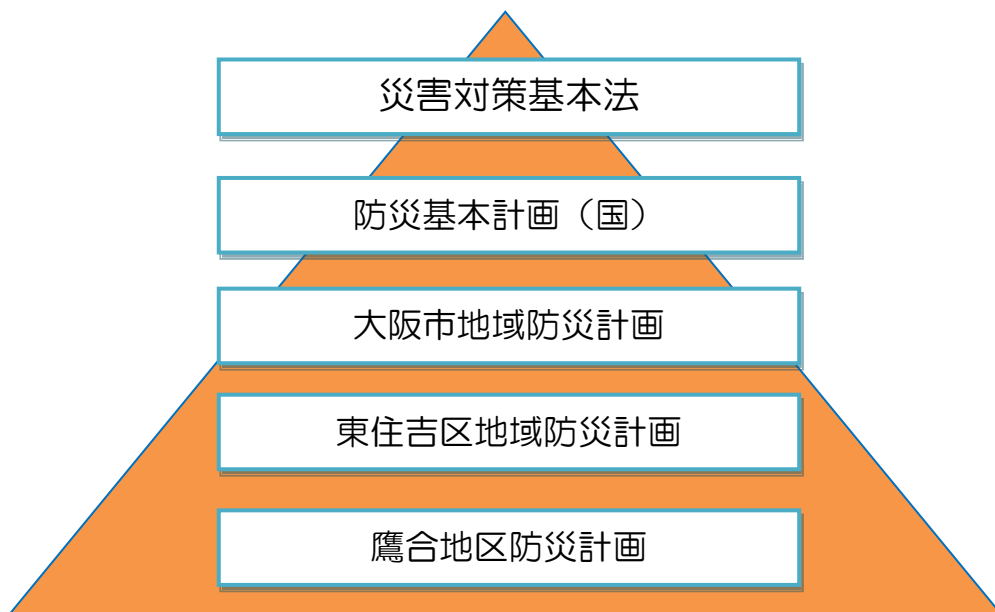 災害対策基本法
防災基本計画（国）
大阪市地域防災計画
東住吉区地域防災計画
鷹合地区防災計画